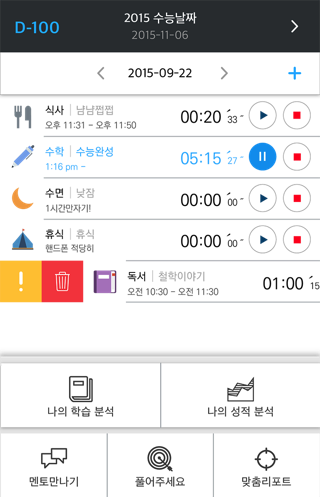 D-100
2015 수능날짜
2015-11-06
2015-09-22
식사 냠냠쩝쩝
오후 11:31 ~ 오후 11:50
00:20 33
수학 수능완성
1:16 pm ~
05:15 27
수면 낮잠
1시간만자기!
00:00 00
휴식 휴식
핸드폰 적당히
00:00 00
!
독서 철학이야기
오전 10:30 ~ 오전 11:30
01:00 15
나의 학습 분석
나의 성적 분석
멘토만나기
풀어주세요
맞춤리포트